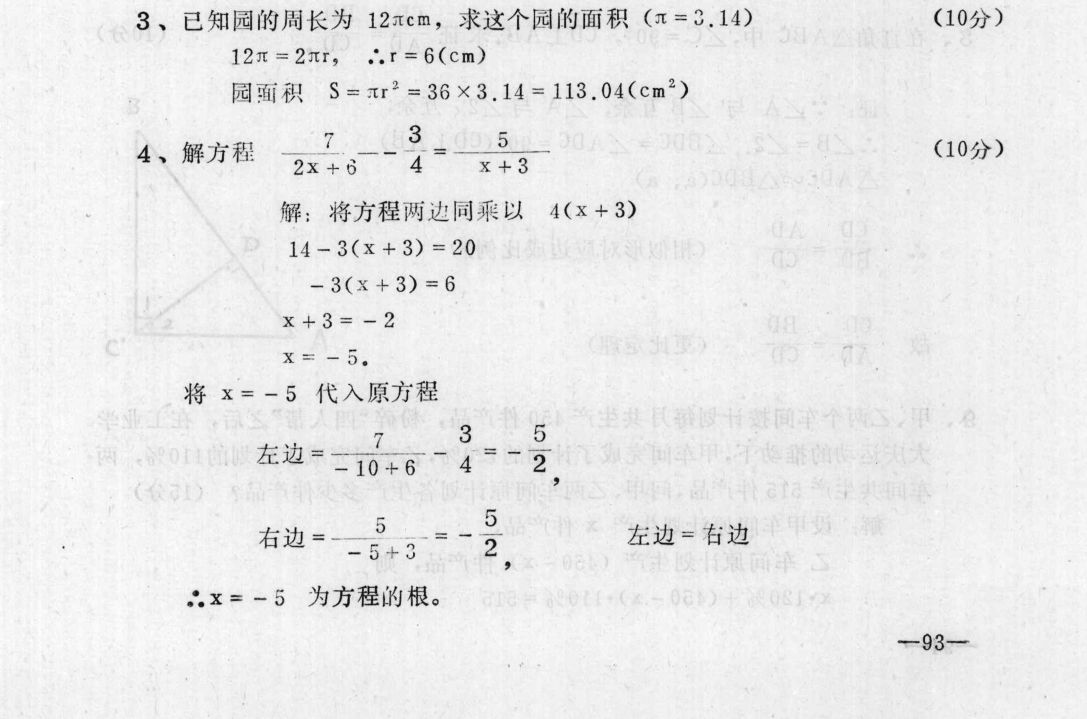 3、已知园的周长为 12πcm，求这个园的面积（π＝3.14） （10分）
12π＝2πr， ∴r＝6(cm)
园面积 S＝πr²＝36×3.14＝113.04(cm²)
4、解方程 7/(2x＋6) － 3/4 ＝ 5/(x＋3) （10分）
解：将方程两边同乘以 4(x＋3)
14－3(x＋3)＝20
－3(x＋3)＝6
x＋3＝－2
x＝－5。
将 x＝－5 代入原方程
左边＝7/(－10＋6) － 3/4 ＝－5/2，
右边＝5/(－5＋3) ＝－5/2， 左边＝右边
∴x＝－5 为方程的根。
—93—